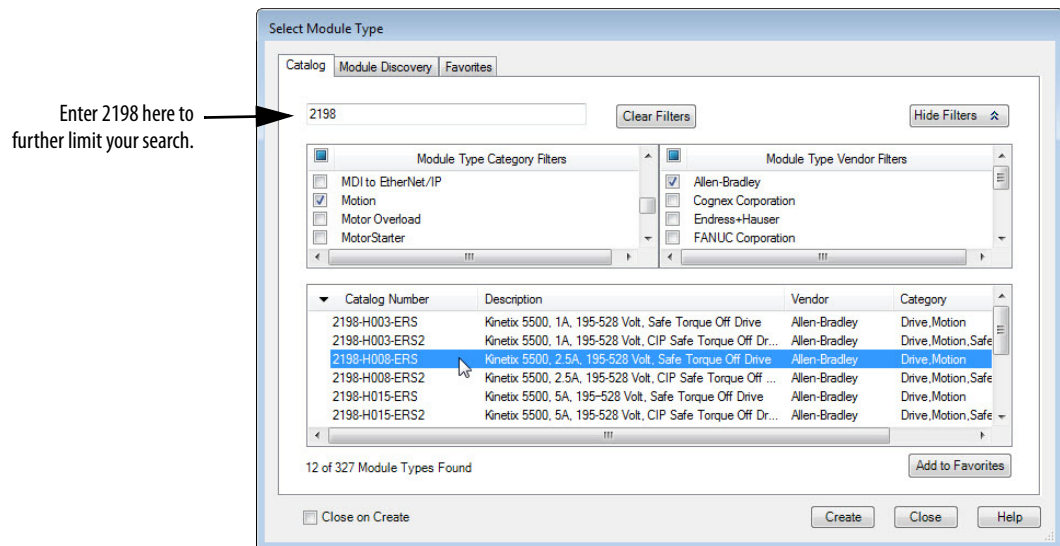 Select Module Type
Catalog Module Discovery Favorites
Enter 2198 here to
further limit your search.
2198
Clear Filters
Hide Filters
Module Type Category Filters
MDI to EtherNet/IP
Motion
Motor Overload
MotorStarter
Module Type Vendor Filters
Allen-Bradley
Cognex Corporation
Endress+Hauser
FANUC Corporation
Catalog Number Description Vendor Category
2198-H003-ERS Kinetix 5500, 1A, 195-528 Volt, Safe Torque Off Drive Allen-Bradley Drive,Motion
2198-H003-ERS2 Kinetix 5500, 1A, 195-528 Volt, CIP Safe Torque Off Dr... Allen-Bradley Drive,Motion,Safe
2198-H008-ERS Kinetix 5500, 2.5A, 195-528 Volt, Safe Torque Off Drive Allen-Bradley Drive,Motion
2198-H008-ERS2 Kinetix 5500, 2.5A, 195-528 Volt, CIP Safe Torque Off ... Allen-Bradley Drive,Motion,Safe
2198-H015-ERS Kinetix 5500, 5A, 195–528 Volt, Safe Torque Off Drive Allen-Bradley Drive,Motion
2198-H015-ERS2 Kinetix 5500, 5A, 195-528 Volt, CIP Safe Torque Off Dr... Allen-Bradley Drive,Motion,Safe
12 of 327 Module Types Found
Add to Favorites
Close on Create
Create Close Help